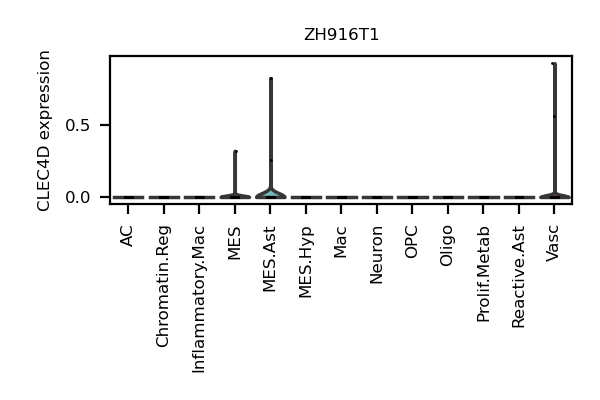 ZH916T1
CLEC4D expression
0.5
0.0
AC
Chromatin.Reg
Inflammatory.Mac
MES
MES.Ast
MES.Hyp
Mac
Neuron
OPC
Oligo
Prolif.Metab
Reactive.Ast
Vasc